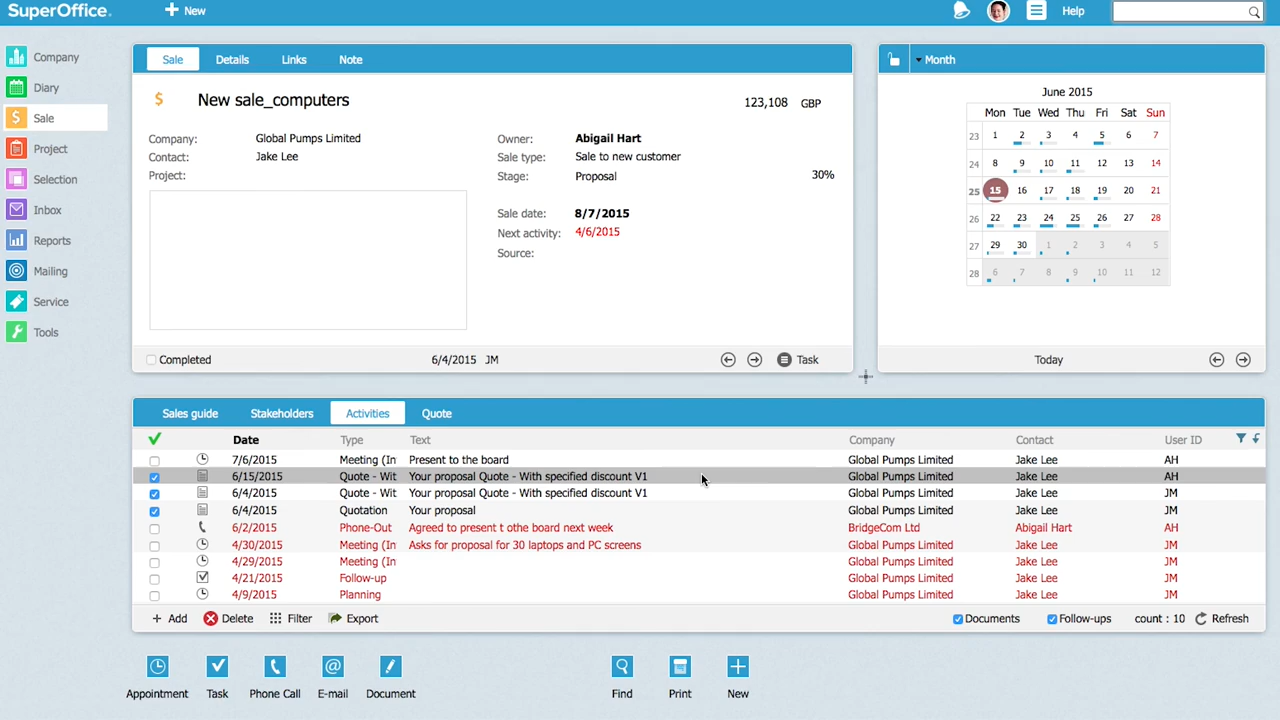 SuperOffice.
New
Help
Company
Diary
Sale
Project
Selection
Inbox
Reports
Mailing
Service
Tools
Sale Details Links Note
$ New sale_computers 123,108 GBP
Company: Global Pumps Limited Owner: Abigail Hart
Contact: Jake Lee Sale type: Sale to new customer
Project: Stage: Proposal 30%
Sale date: 8/7/2015
Next activity: 4/6/2015
Source:
Completed 6/4/2015 JM Task
Month
June 2015
Mon Tue Wed Thu Fri Sat Sun
23 1 2 3 4 5 6 7
24 8 9 10 11 12 13 14
25 15 16 17 18 19 20 21
26 22 23 24 25 26 27 28
27 29 30 1 2 3 4 5
28 6 7 8 9 10 11 12
Today
Sales guide Stakeholders Activities Quote
Date Type Text Company Contact User ID
7/6/2015 Meeting (In Present to the board Global Pumps Limited Jake Lee AH
6/15/2015 Quote - Wit Your proposal Quote - With specified discount V1 Global Pumps Limited Jake Lee AH
6/4/2015 Quote - Wit Your proposal Quote - With specified discount V1 Global Pumps Limited Jake Lee JM
6/4/2015 Quotation Your proposal Global Pumps Limited Jake Lee JM
6/2/2015 Phone-Out Agreed to present t othe board next week BridgeCom Ltd Abigail Hart AH
4/30/2015 Meeting (In Asks for proposal for 30 laptops and PC screens Global Pumps Limited Jake Lee JM
4/29/2015 Meeting (In Global Pumps Limited Jake Lee JM
4/21/2015 Follow-up Global Pumps Limited Jake Lee JM
4/9/2015 Planning Global Pumps Limited Jake Lee JM
Add Delete Filter Export Documents Follow-ups count : 10 Refresh
Appointment Task Phone Call E-mail Document Find Print New